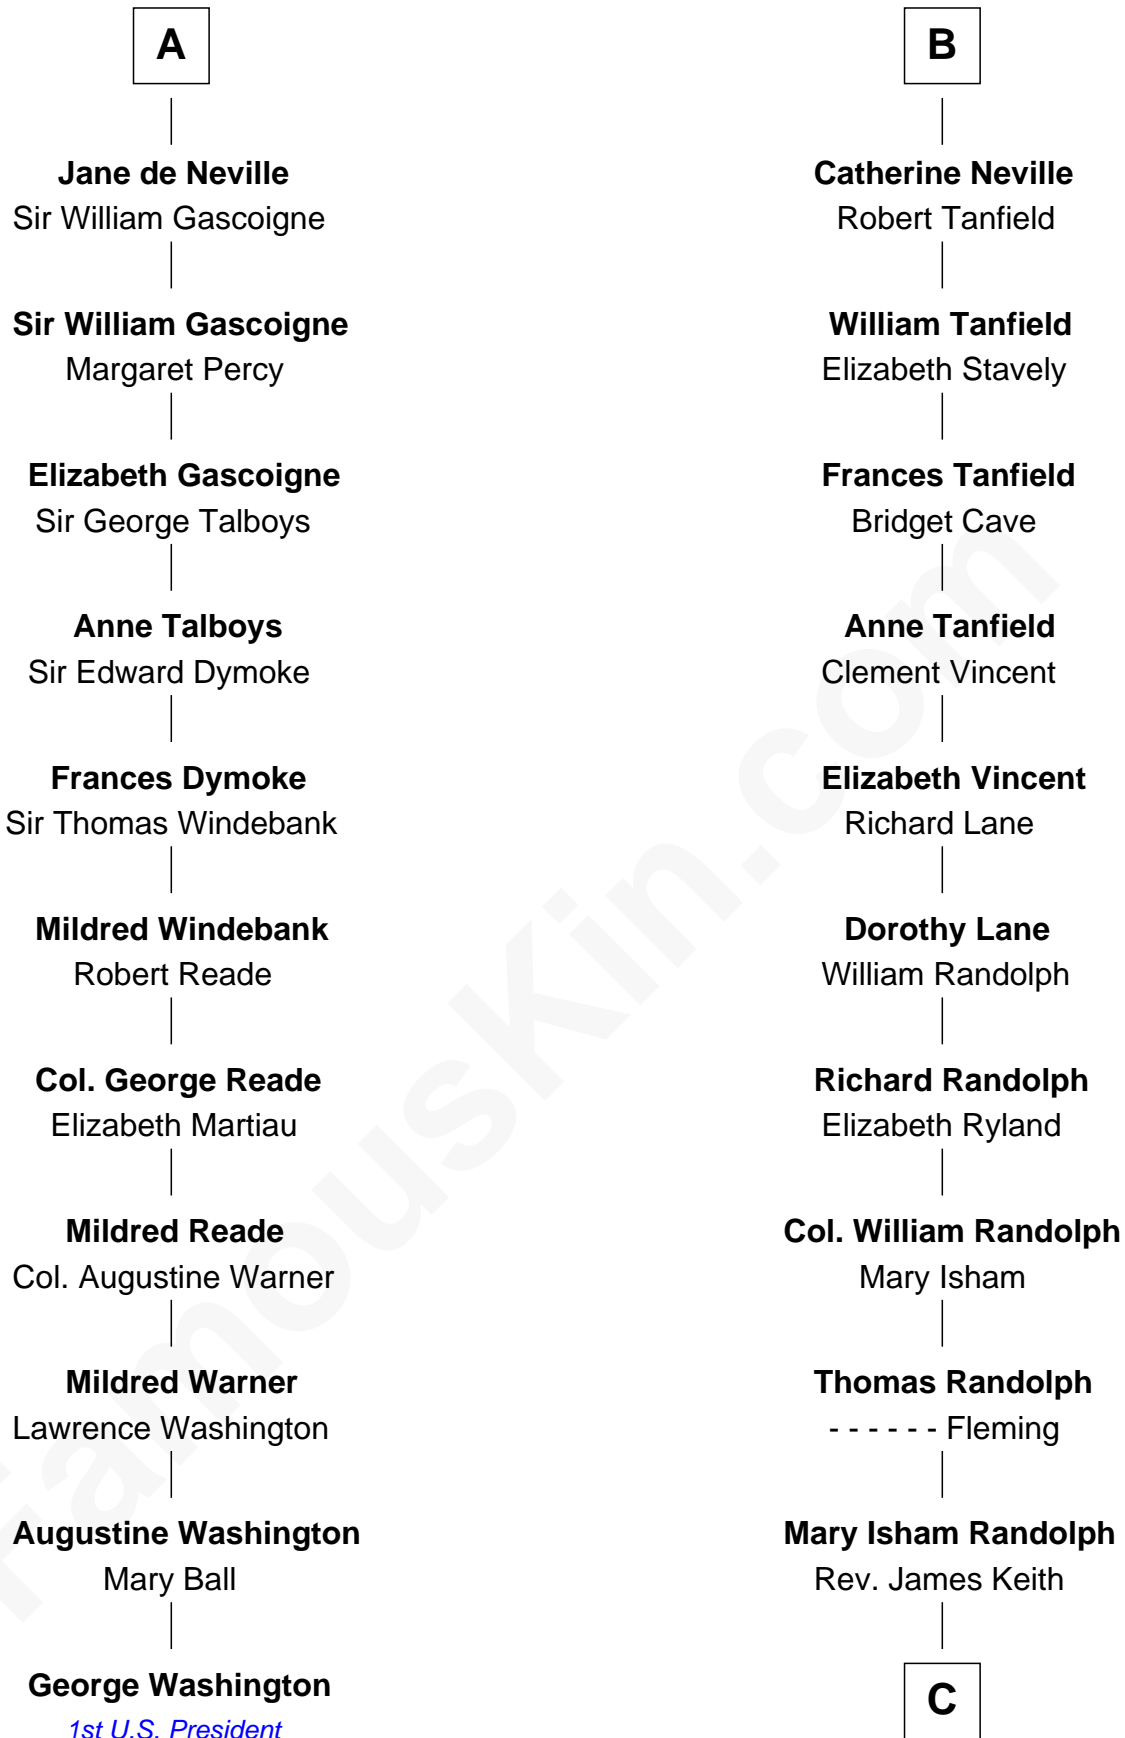 A
Jane de Neville
Sir William Gascoigne
Sir William Gascoigne
Margaret Percy
Elizabeth Gascoigne
Sir George Talboys
Anne Talboys
Sir Edward Dymoke
Frances Dymoke
Sir Thomas Windebank
Mildred Windebank
Robert Reade
Col. George Reade
Elizabeth Martiau
Mildred Reade
Col. Augustine Warner
Mildred Warner
Lawrence Washington
Augustine Washington
Mary Ball
George Washington
1st U.S. President
B
Catherine Neville
Robert Tanfield
William Tanfield
Elizabeth Stavely
Frances Tanfield
Bridget Cave
Anne Tanfield
Clement Vincent
Elizabeth Vincent
Richard Lane
Dorothy Lane
William Randolph
Richard Randolph
Elizabeth Ryland
Col. William Randolph
Mary Isham
Thomas Randolph
- - - - - - Fleming
Mary Isham Randolph
Rev. James Keith
C
FamousKin.com